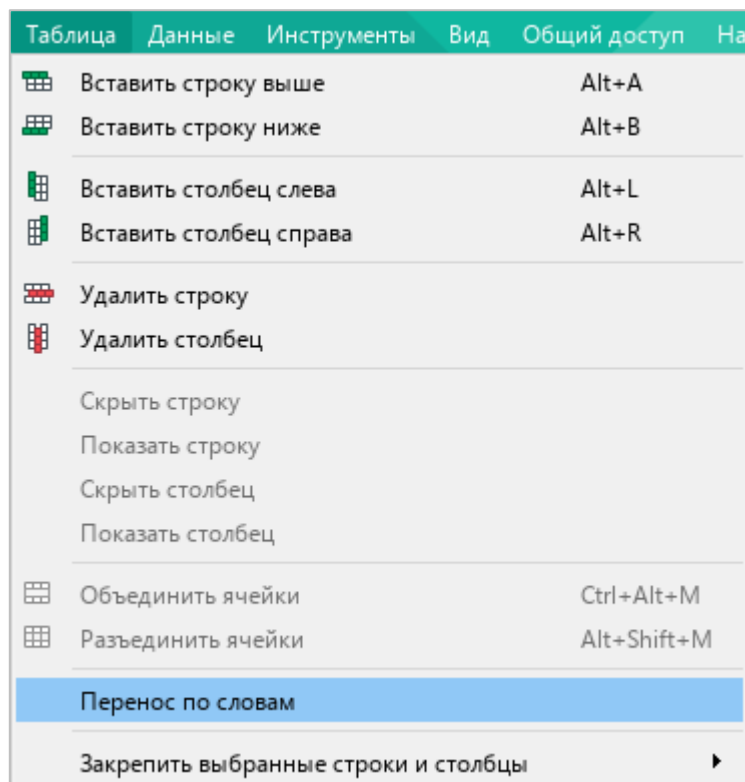 Таблица Данные Инструменты Вид Общий доступ На
Вставить строку выше Alt+A
Вставить строку ниже Alt+B
Вставить столбец слева Alt+L
Вставить столбец справа Alt+R
Удалить строку
Удалить столбец
Скрыть строку
Показать строку
Скрыть столбец
Показать столбец
Объединить ячейки Ctrl+Alt+M
Разъединить ячейки Alt+Shift+M
Перенос по словам
Закрепить выбранные строки и столбцы